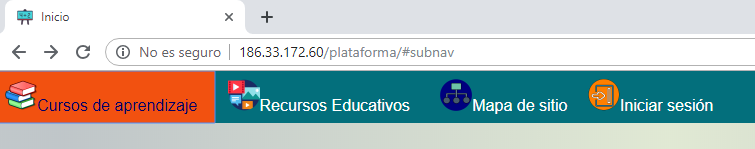 Inicio
No es seguro 186.33.172.60/plataforma/#subnav
Cursos de aprendizaje Recursos Educativos Mapa de sitio Iniciar sesión